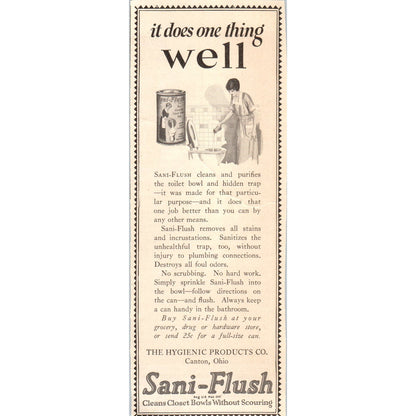 it does one thing
well
Sani-Flush
SANI-FLUSH cleans and purifies
the toilet bowl and hidden trap
—it was made for that particu-
lar purpose—and it does that
one job better than you can by
any other means.
Sani-Flush removes all stains
and incrustations. Sanitizes the
unhealthful trap, too, without
injury to plumbing connections.
Destroys all foul odors.
No scrubbing. No hard work.
Simply sprinkle Sani-Flush into
the bowl—follow directions on
the can—and flush. Always keep
a can handy in the bathroom.
Buy Sani-Flush at your
grocery, drug or hardware store,
or send 25c for a full-size can.
THE HYGIENIC PRODUCTS CO.
Canton, Ohio
Sani-Flush
Reg US Pat Off
Cleans Closet Bowls Without Scouring